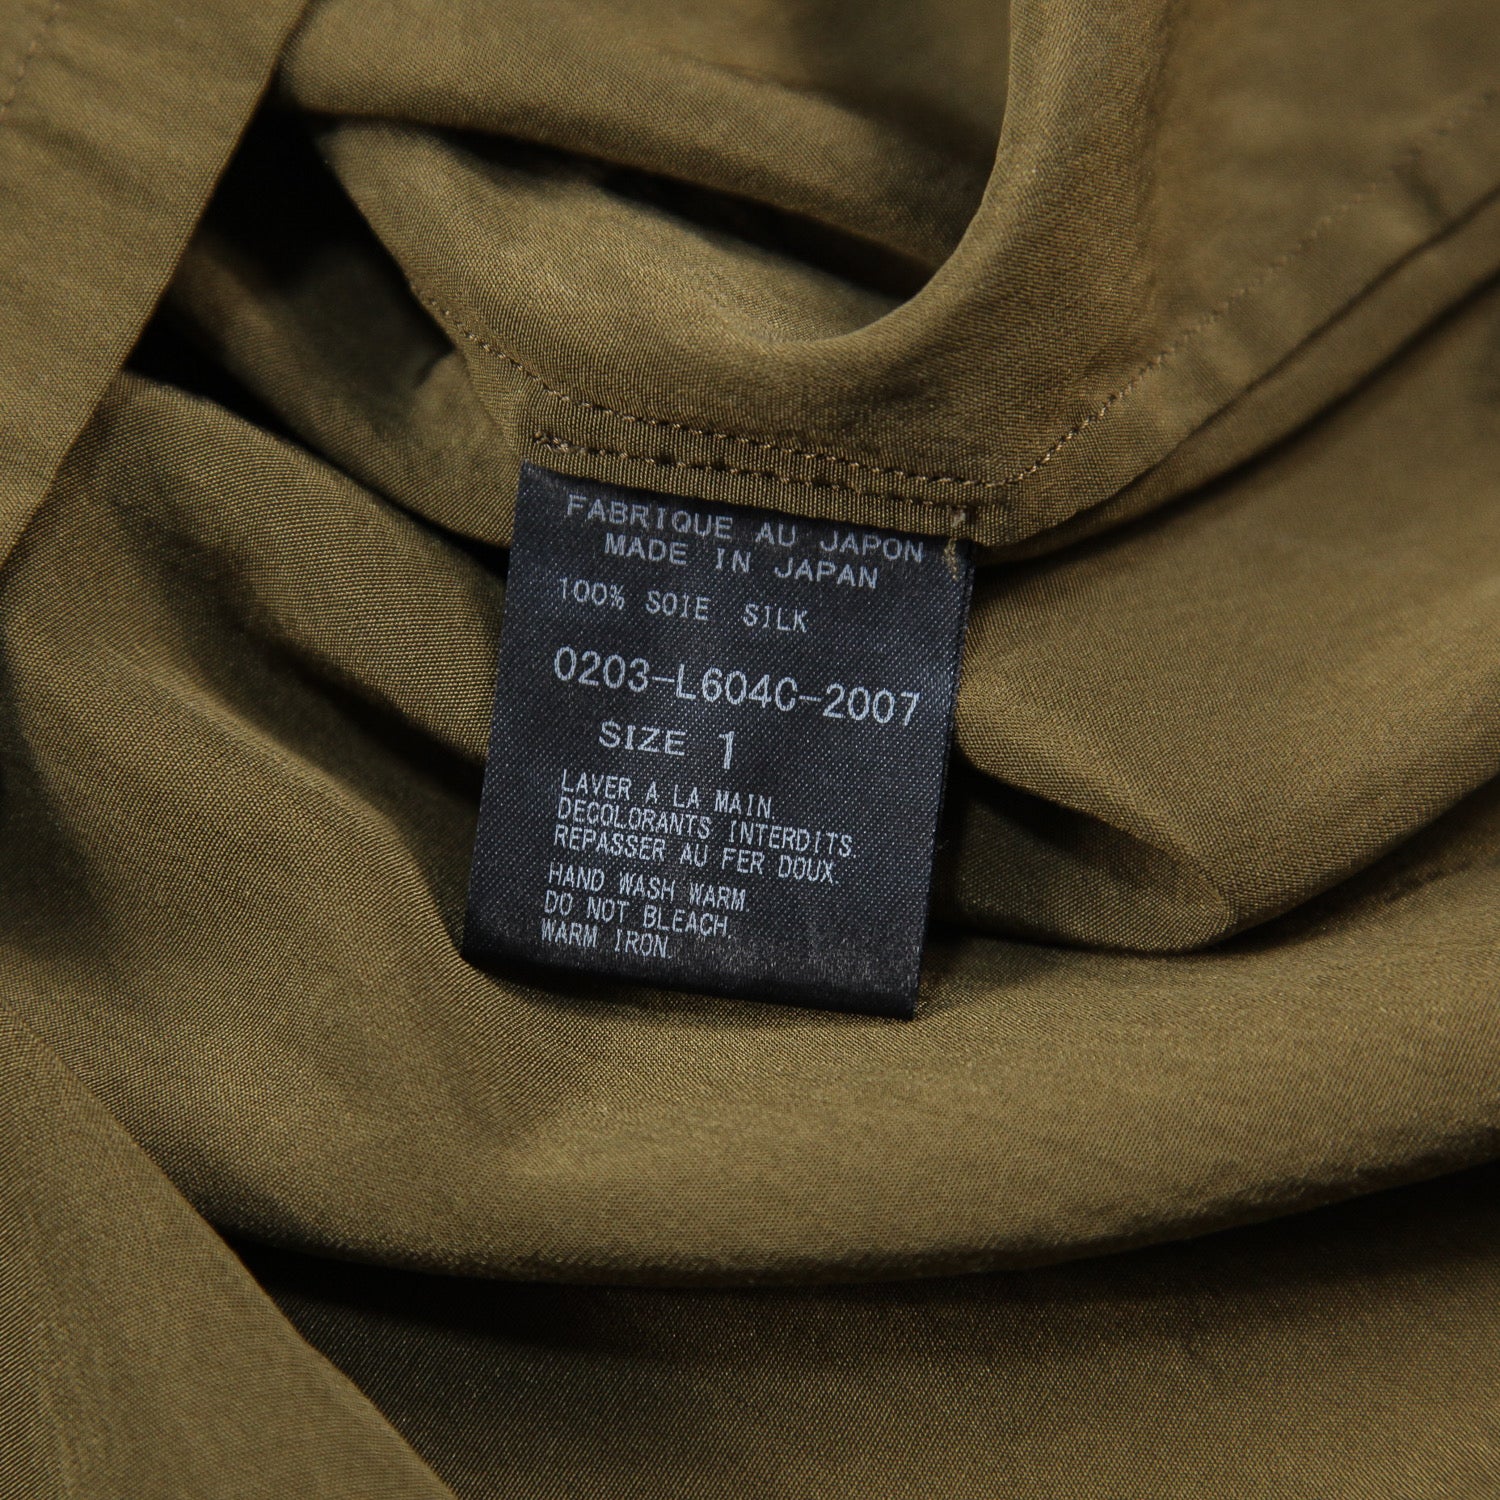 FABRIQUE AU JAPON
MADE IN JAPAN
100% SOIE SILK
0203-L604C-2007
SIZE 1
LAVER A LA MAIN.
DECOLORANTS INTERDITS.
REPASSER AU FER DOUX.
HAND WASH WARM.
DO NOT BLEACH
WARM IRON.